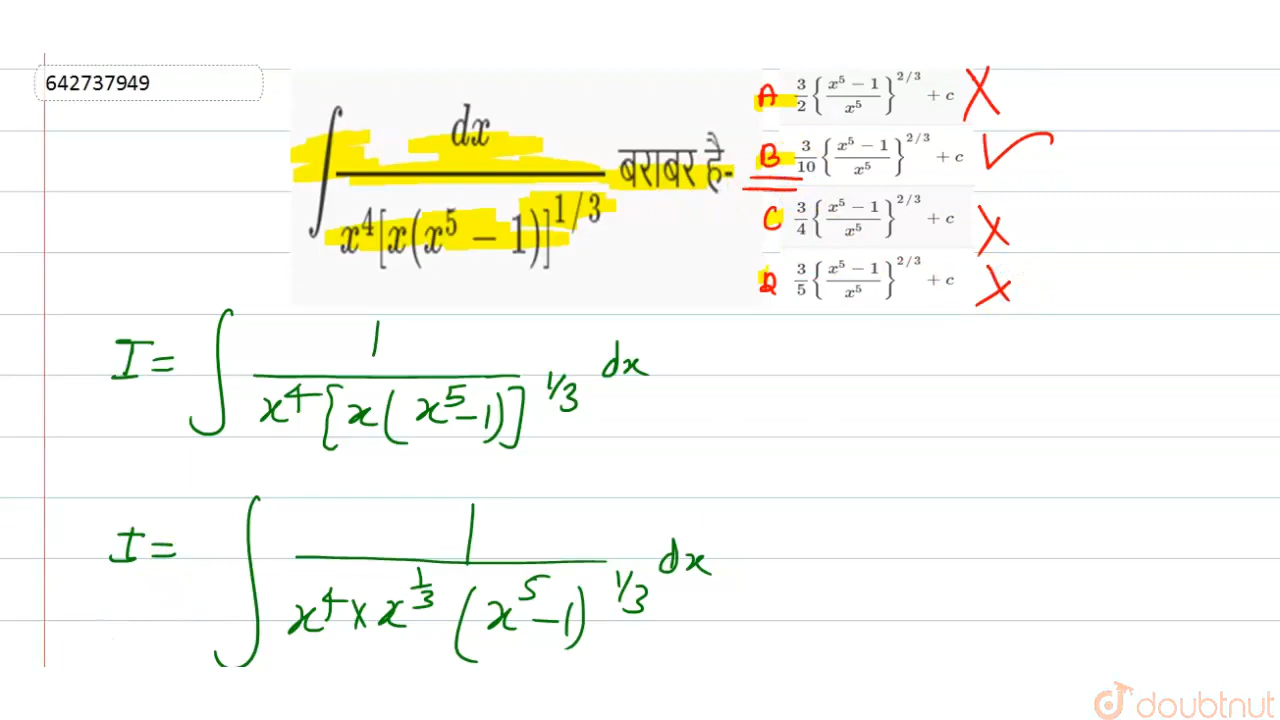 642737949
∫ dx / x⁴[x(x⁵ − 1)]^{1/3} बराबर है-
A 3/2 {(x⁵ − 1)/x⁵}^{2/3} + c
B 3/10 {(x⁵ − 1)/x⁵}^{2/3} + c
C 3/4 {(x⁵ − 1)/x⁵}^{2/3} + c
D 3/5 {(x⁵ − 1)/x⁵}^{2/3} + c
I = ∫ 1 / x⁴[x(x⁵−1)]^{1/3} dx
I = ∫ 1 / x⁴ × x^{1/3} (x⁵−1)^{1/3} dx
doubtnut